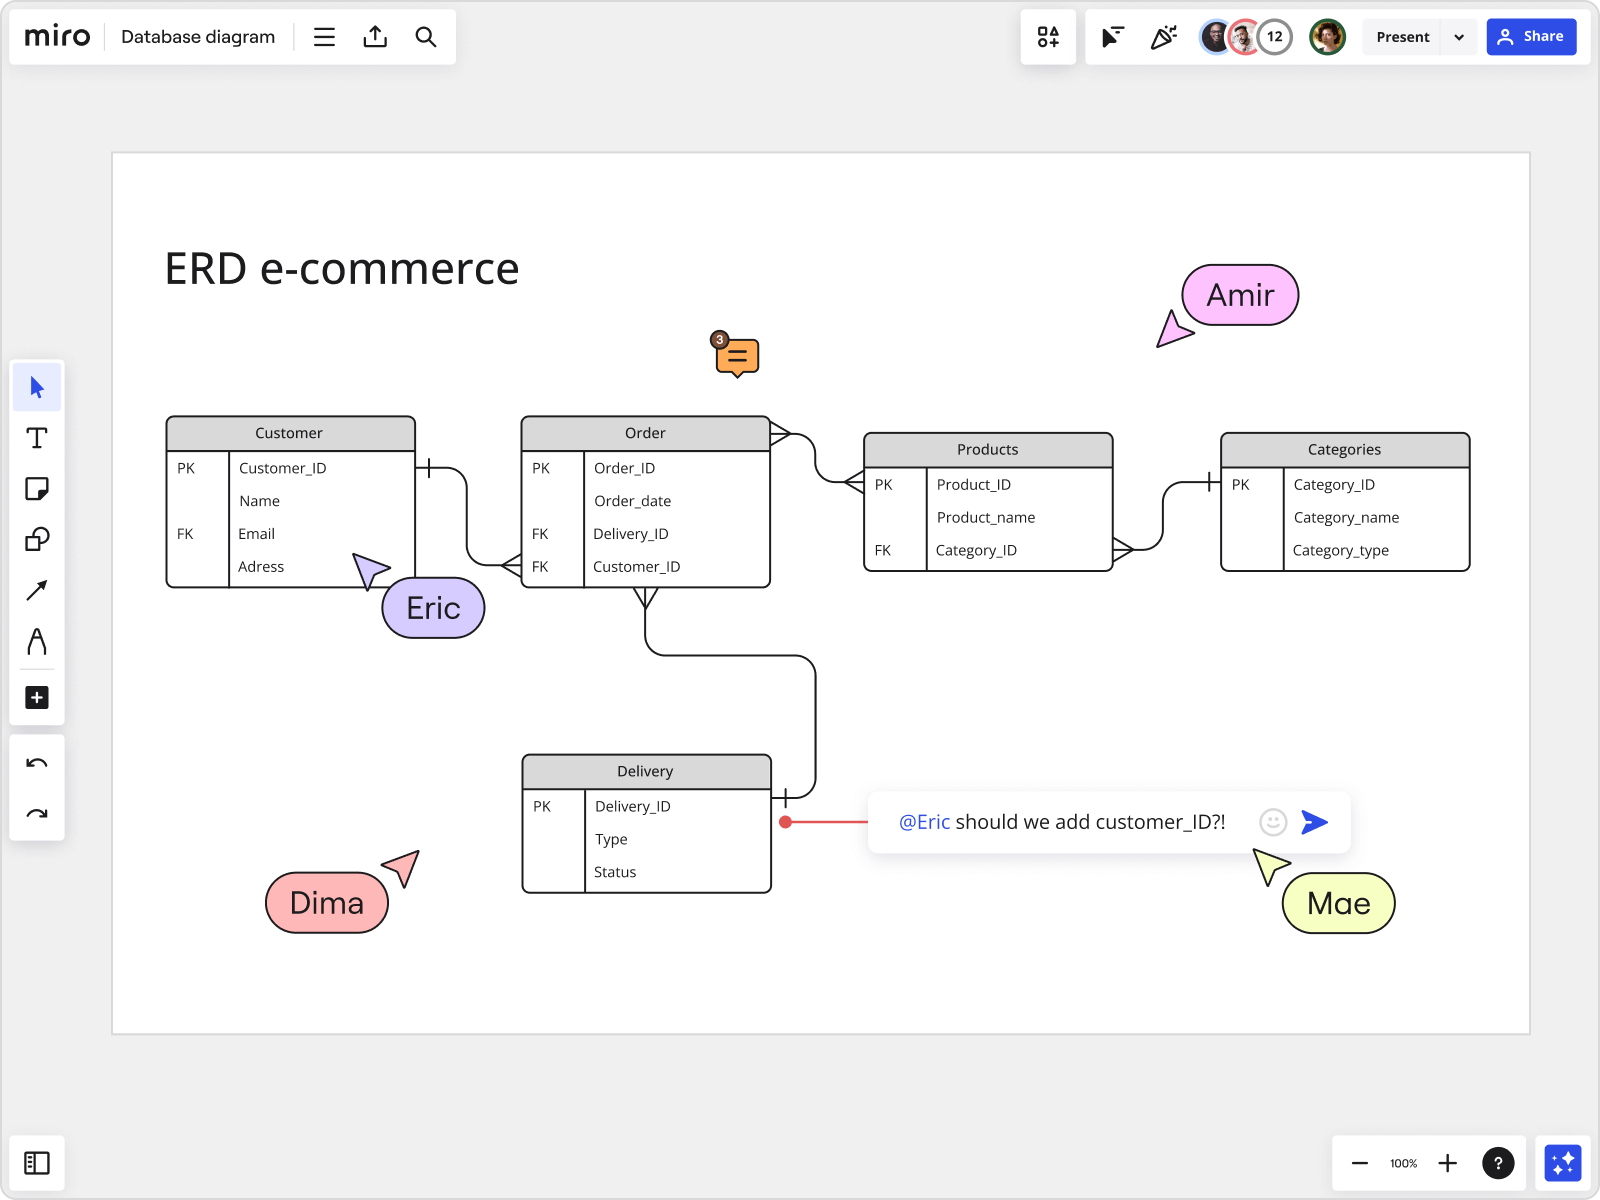 miro
Database diagram
12
Present
Share
ERD e-commerce
Amir
3
Customer
PK Customer_ID
Name
FK Email
Adress
Eric
Order
PK Order_ID
Order_date
FK Delivery_ID
FK Customer_ID
Products
PK Product_ID
Product_name
FK Category_ID
Categories
PK Category_ID
Category_name
Category_type
Delivery
PK Delivery_ID
Type
Status
@Eric should we add customer_ID?!
Dima
Mae
100%
?